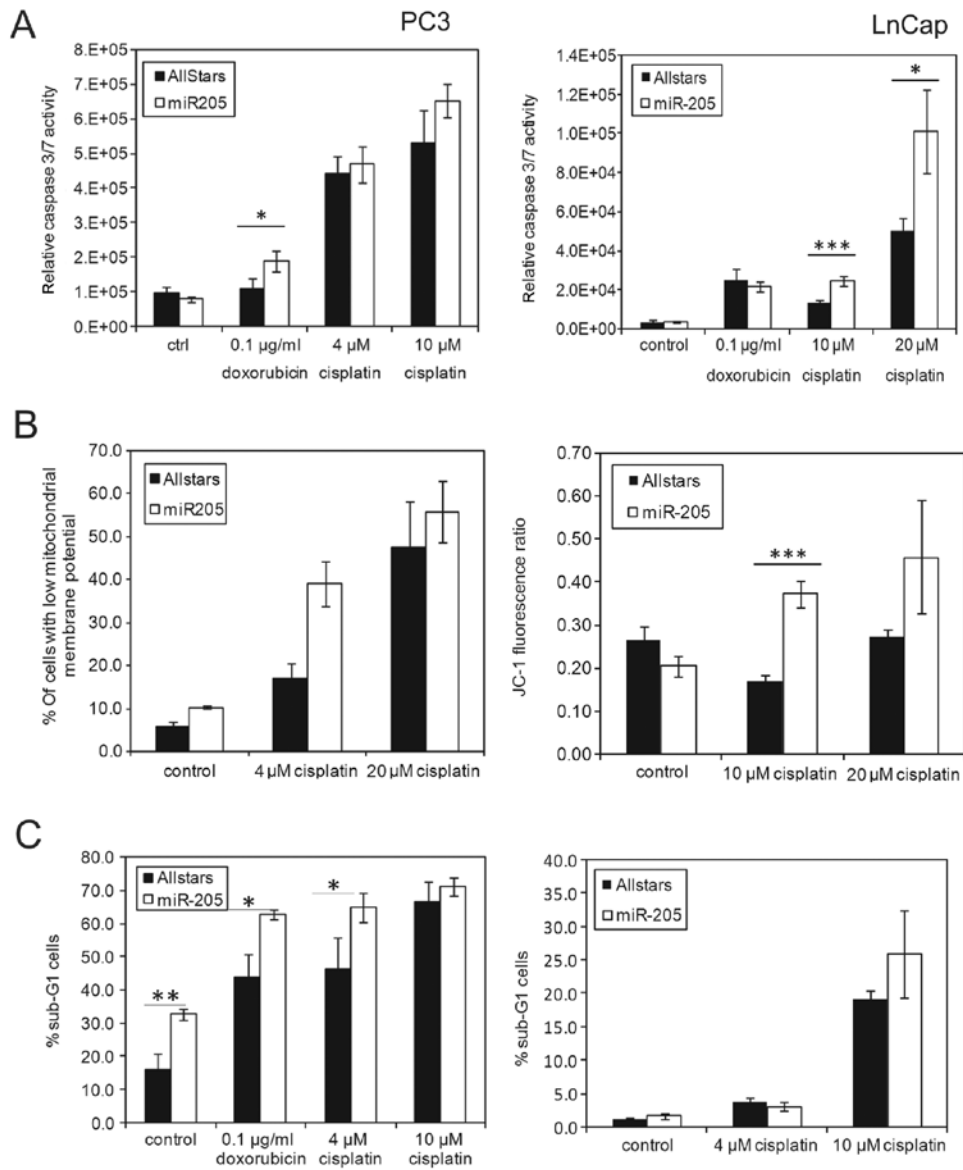 A
PC3
LnCap
Relative caspase 3/7 activity
8.E+05
7.E+05
6.E+05
5.E+05
4.E+05
3.E+05
2.E+05
1.E+05
0.E+00
AllStars
miR205
*
ctrl
0.1 µg/ml
doxorubicin
4 µM
cisplatin
10 µM
cisplatin
Relative caspase 3/7 activity
1.4E+05
1.2E+05
1.0E+05
8.0E+04
6.0E+04
4.0E+04
2.0E+04
0.0E+00
Allstars
miR-205
***
*
control
0.1 µg/ml
doxorubicin
10 µM
cisplatin
20 µM
cisplatin
B
% Of cells with low mitochondrial
membrane potential
70.0
60.0
50.0
40.0
30.0
20.0
10.0
0.0
Allstars
miR205
control
4 µM cisplatin
20 µM cisplatin
JC-1 fluorescence ratio
0.70
0.60
0.50
0.40
0.30
0.20
0.10
0.00
Allstars
miR-205
***
control
10 µM cisplatin
20 µM cisplatin
C
% sub-G1 cells
80.0
70.0
60.0
50.0
40.0
30.0
20.0
10.0
0.0
Allstars
miR-205
**
*
*
control
0.1 µg/ml
doxorubicin
4 µM
cisplatin
10 µM
cisplatin
% sub-G1 cells
40.0
35.0
30.0
25.0
20.0
15.0
10.0
5.0
0.0
Allstars
miR-205
control
4 µM cisplatin
10 µM cisplatin